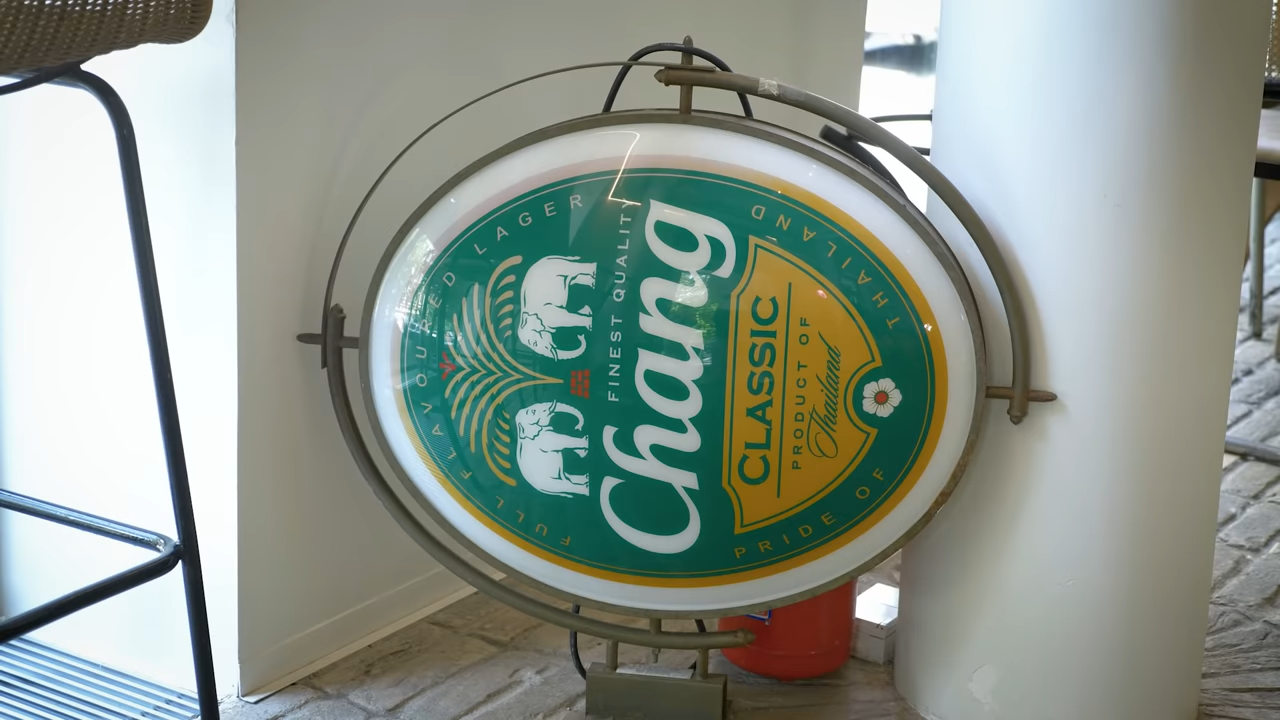 FULL FLAVOURED LAGER
FINEST QUALITY
Chang
CLASSIC
PRODUCT OF
Thailand
PRIDE OF THAILAND